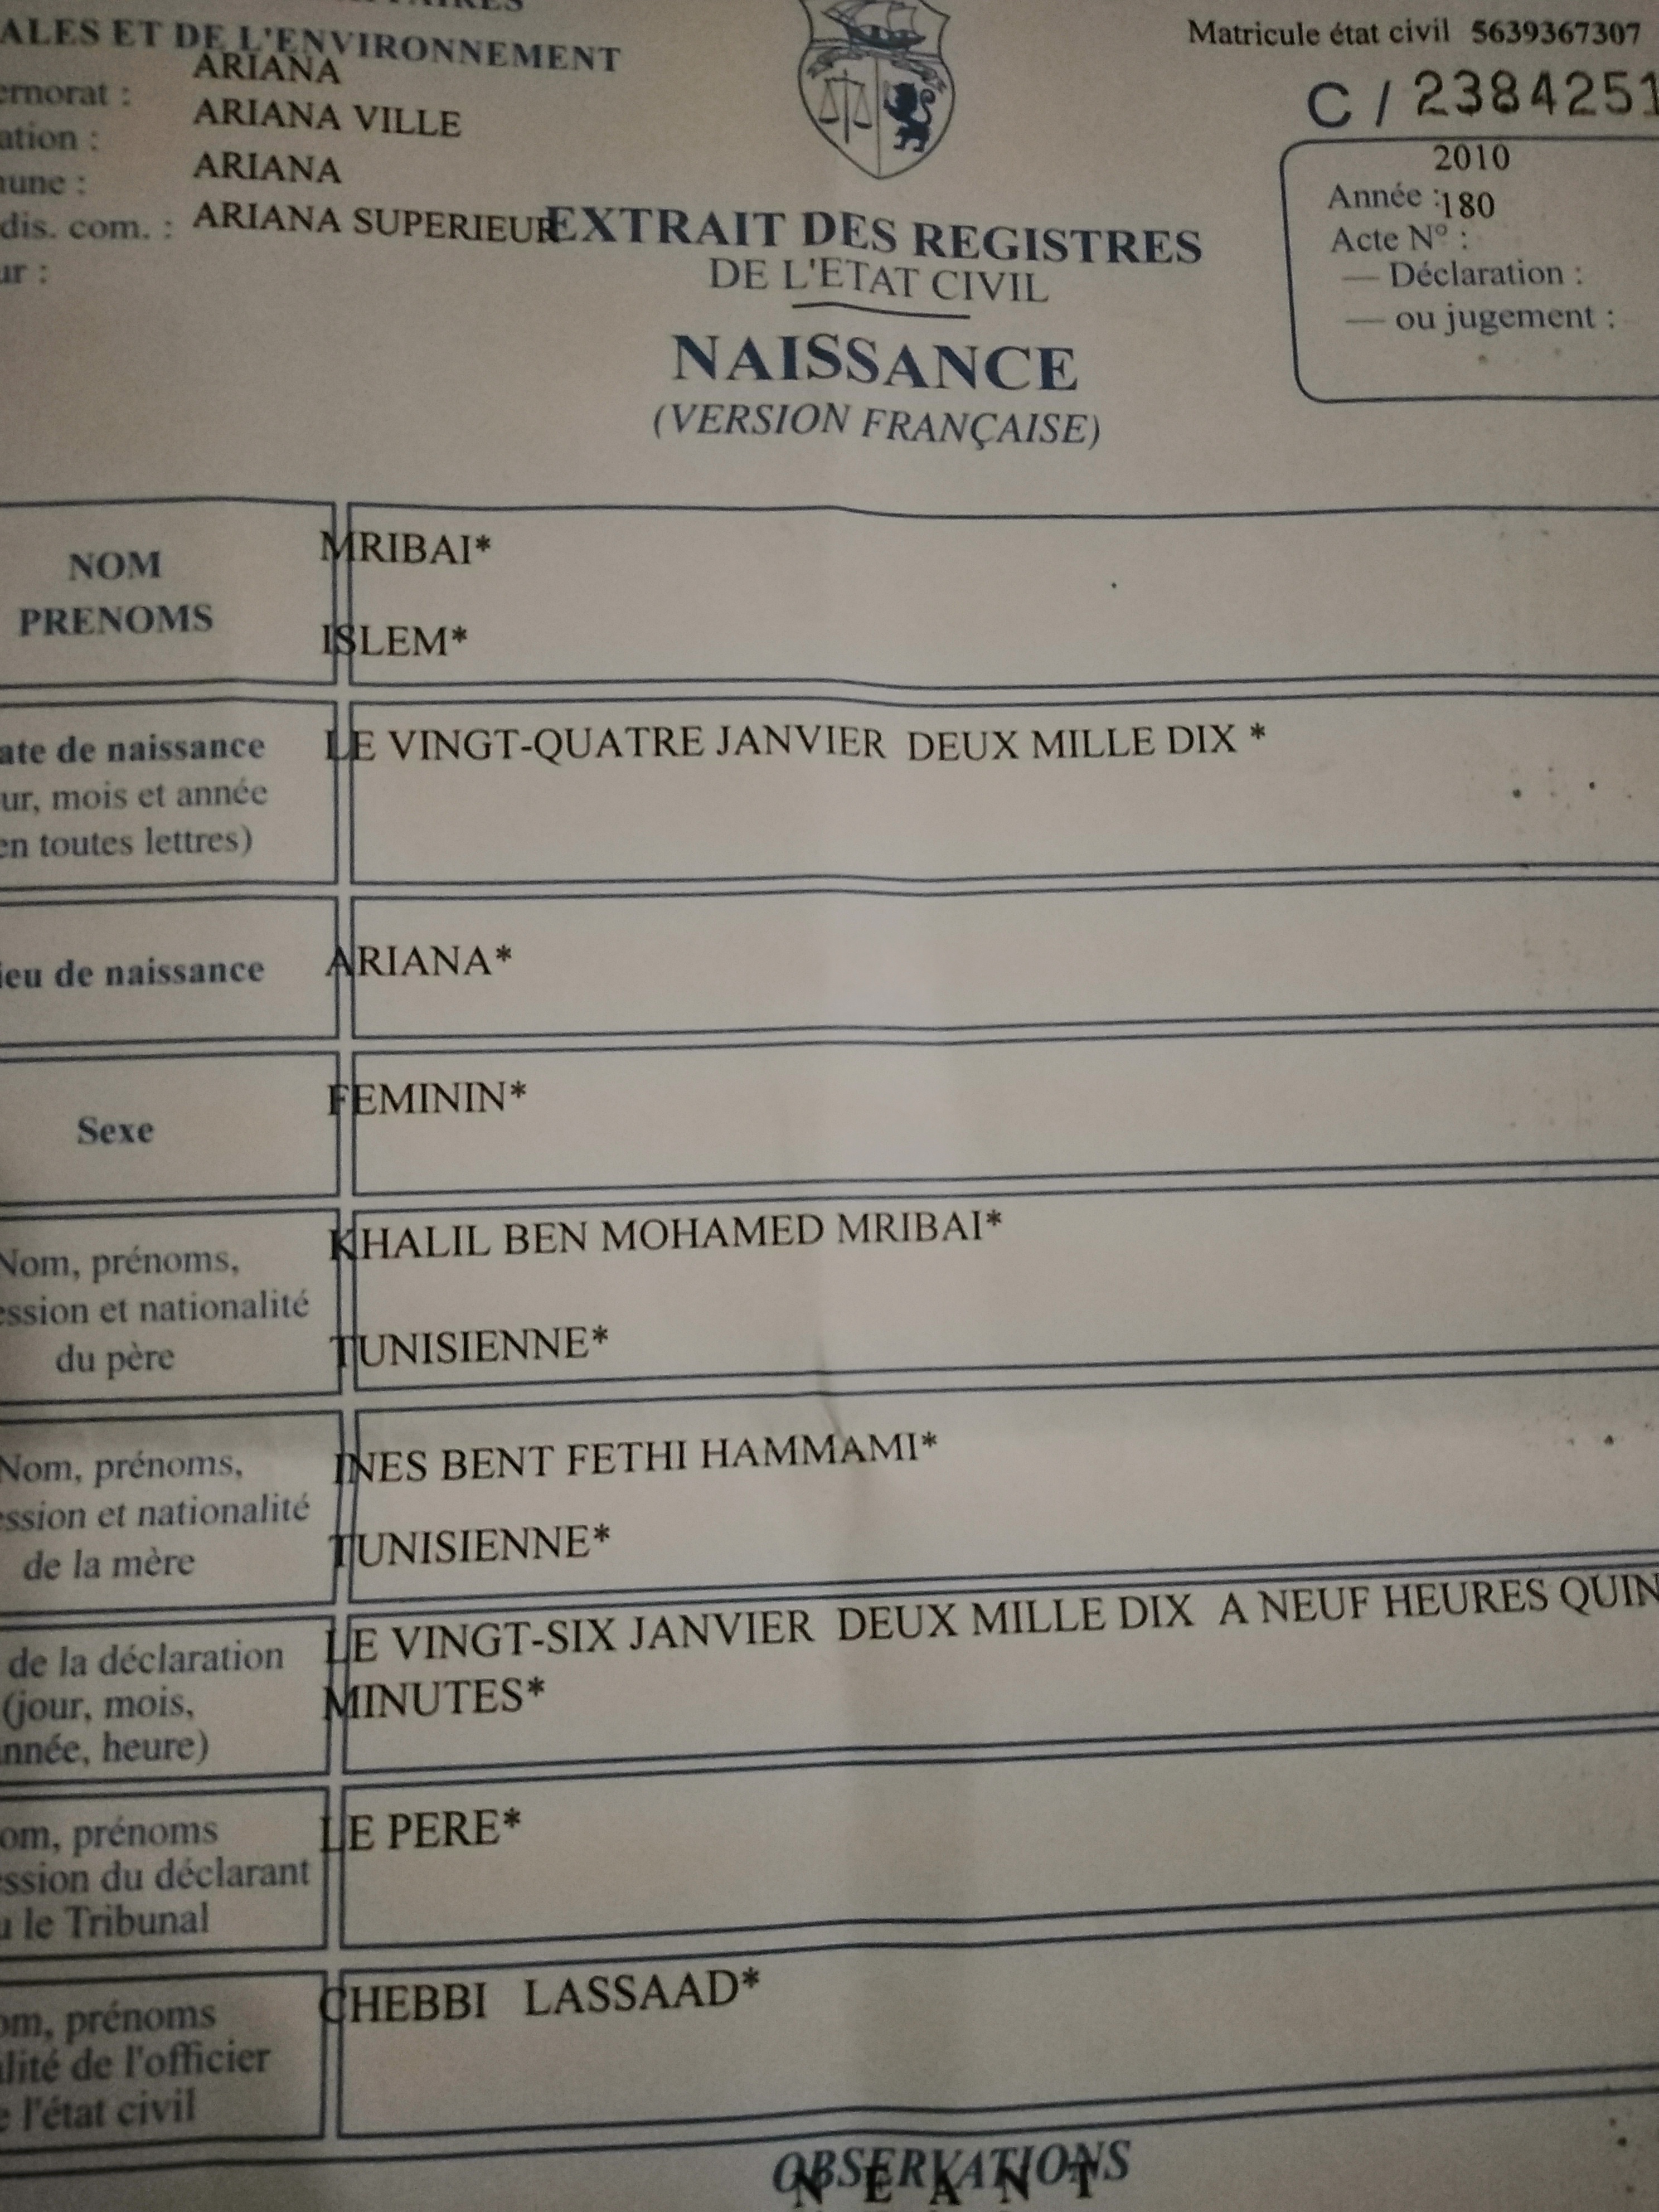 ALES ET DE L'ENVIRONNEMENT
ARIANA
ernorat :
ARIANA VILLE
ation :
ARIANA
une :
dis. com. : ARIANA SUPERIEUR
ur :
Matricule état civil 5639367307
C / 2384251
2010
Année :
180
Acte N° :
— Déclaration :
— ou jugement :
EXTRAIT DES REGISTRES
DE L'ETAT CIVIL
NAISSANCE
(VERSION FRANÇAISE)
NOM
PRENOMS
MRIBAI*
ISLEM*
ate de naissance
ur, mois et année
en toutes lettres)
LE VINGT-QUATRE JANVIER DEUX MILLE DIX *
ieu de naissance
ARIANA*
Sexe
FEMININ*
Nom, prénoms,
ession et nationalité
du père
KHALIL BEN MOHAMED MRIBAI*
TUNISIENNE*
Nom, prénoms,
ession et nationalité
de la mère
INES BENT FETHI HAMMAMI*
TUNISIENNE*
de la déclaration
(jour, mois,
nnée, heure)
LE VINGT-SIX JANVIER DEUX MILLE DIX A NEUF HEURES QUIN
MINUTES*
om, prénoms
ession du déclarant
u le Tribunal
LE PERE*
om, prénoms
alité de l'officier
e l'état civil
CHEBBI LASSAAD*
OBSERVATIONS
N E A N T